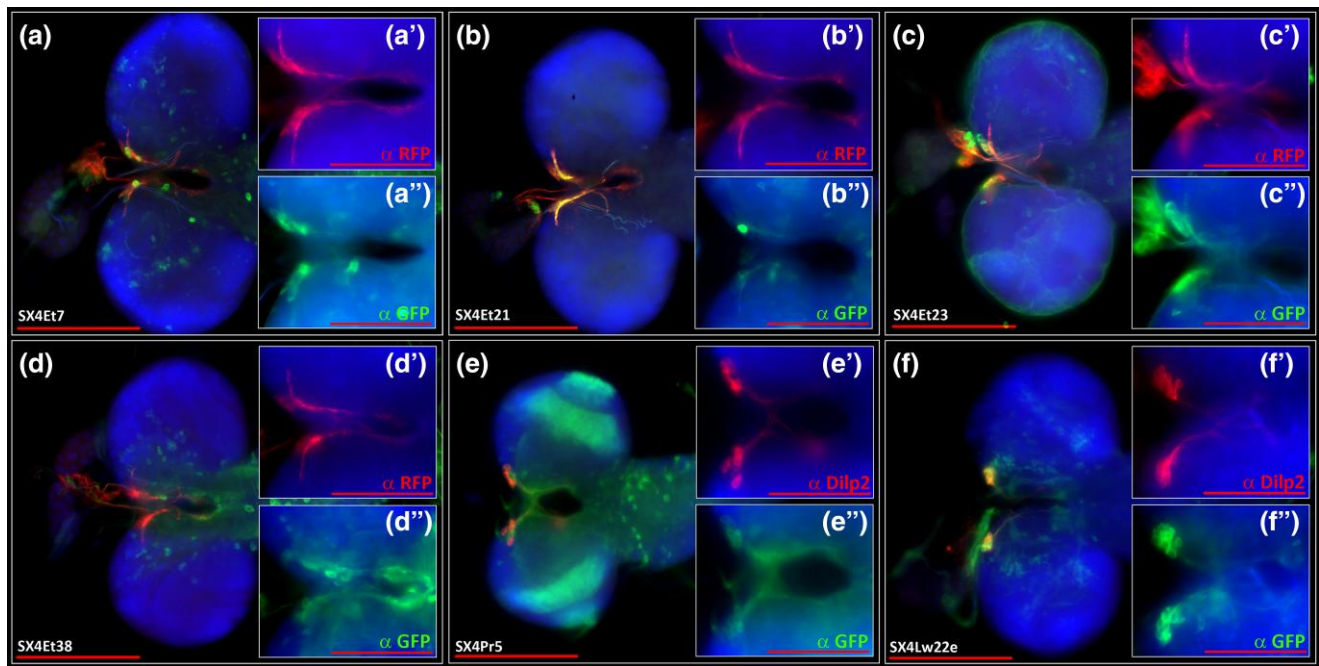 (a)
(a')
α RFP
(a")
α GFP
SX4Et7
(b)
(b')
α RFP
(b")
α GFP
SX4Et21
(c)
(c')
α RFP
(c")
α GFP
SX4Et23
(d)
(d')
α RFP
(d")
α GFP
SX4Et38
(e)
(e')
α Dilp2
(e")
α GFP
SX4Pr5
(f)
(f')
α Dilp2
(f")
α GFP
SX4Lw22e